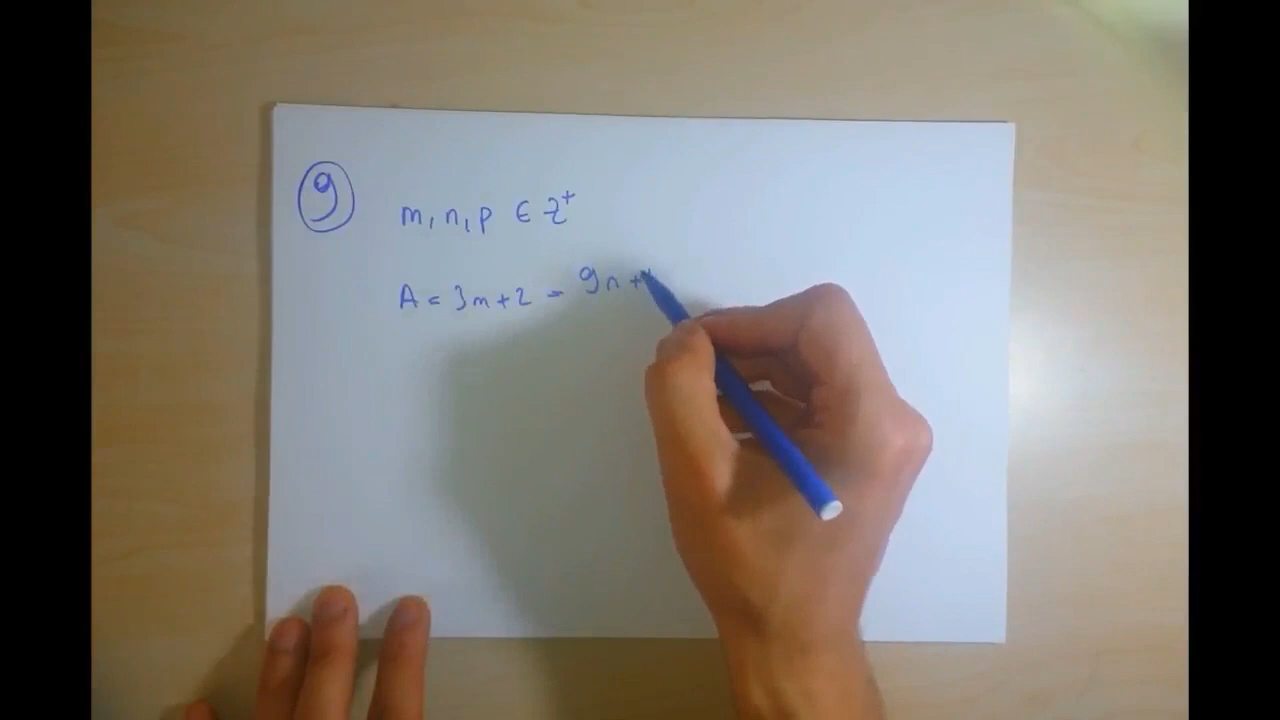 9
m, n, p ∈ Z⁺
A = 3m + 2 = 9n +